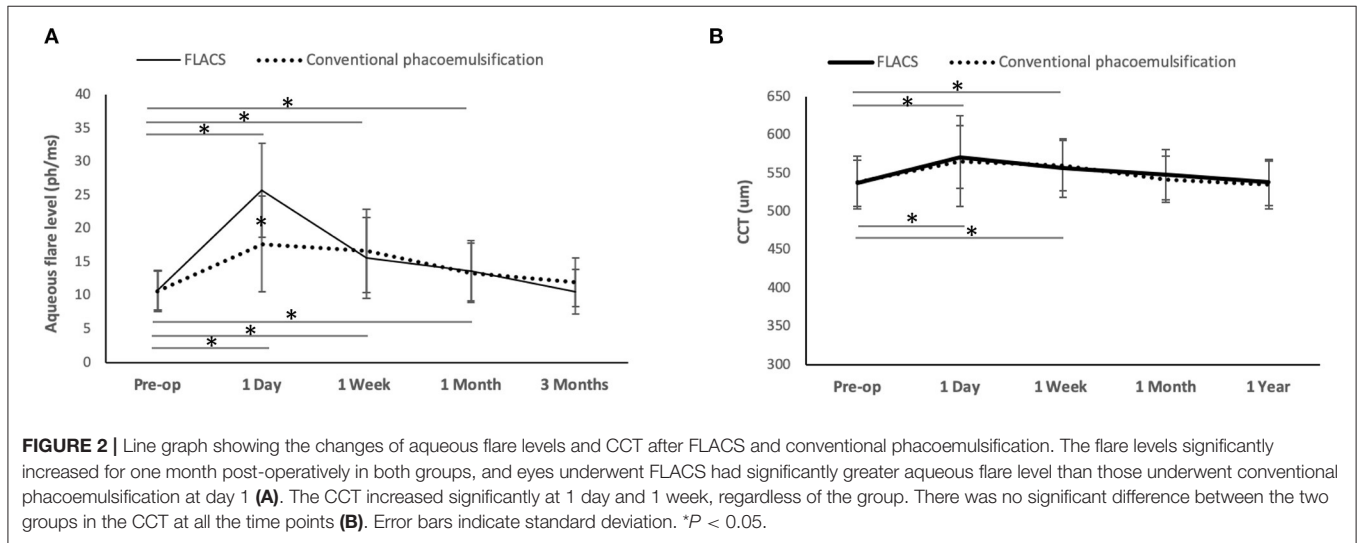 A
FLACS
Conventional phacoemulsification
Aqueous flare level (ph/ms)
40
35
30
25
20
15
10
5
0
*
*
*
*
*
*
*
Pre-op 1 Day 1 Week 1 Month 3 Months
B
FLACS
Conventional phacoemulsification
CCT (um)
650
600
550
500
450
400
350
300
*
*
*
*
Pre-op 1 Day 1 Week 1 Month 1 Year
FIGURE 2 | Line graph showing the changes of aqueous flare levels and CCT after FLACS and conventional phacoemulsification. The flare levels significantly
increased for one month post-operatively in both groups, and eyes underwent FLACS had significantly greater aqueous flare level than those underwent conventional
phacoemulsification at day 1 (A). The CCT increased significantly at 1 day and 1 week, regardless of the group. There was no significant difference between the two
groups in the CCT at all the time points (B). Error bars indicate standard deviation. *P < 0.05.